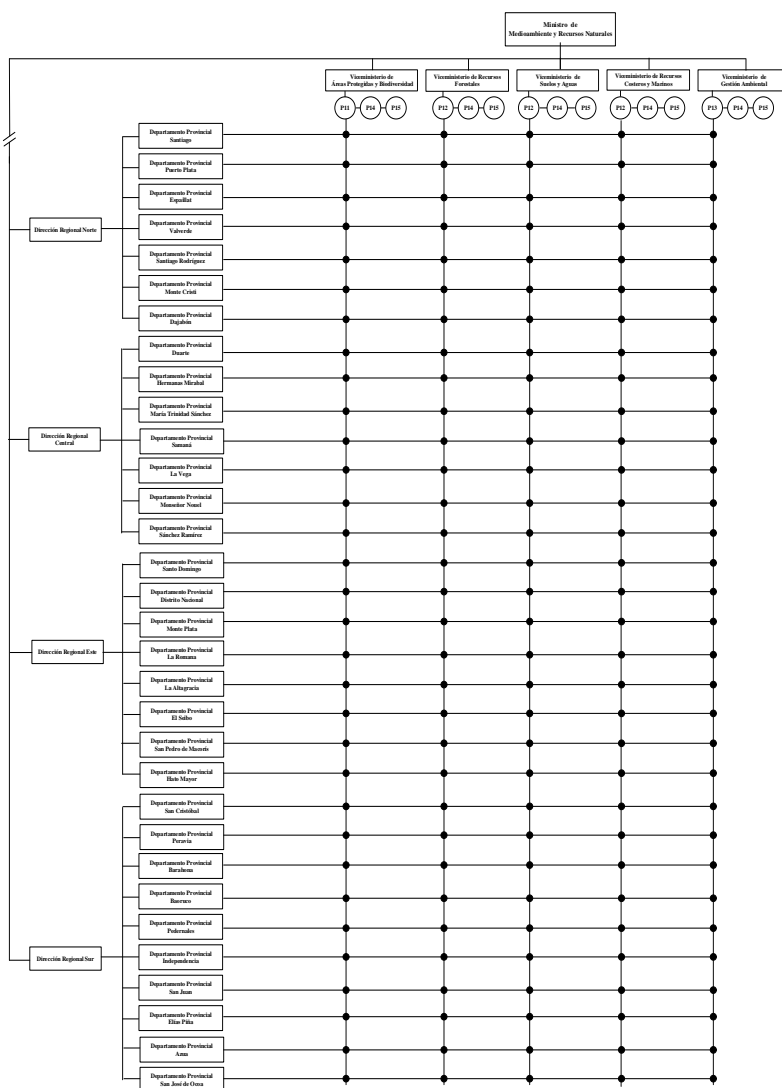 Ministro de
Medioambiente y Recursos Naturales
Viceministerio de
Áreas Protegidas y Biodiversidad
Viceministerio de Recursos
Forestales
Viceministerio de
Suelos y Aguas
Viceministerio de Recursos
Costeros y Marinos
Viceministerio de
Gestión Ambiental
P11 P14 P15
P12 P14 P15
P12 P14 P15
P12 P14 P15
P13 P14 P15
Dirección Regional Norte
Departamento Provincial
Santiago
Departamento Provincial
Puerto Plata
Departamento Provincial
Espaillat
Departamento Provincial
Valverde
Departamento Provincial
Santiago Rodríguez
Departamento Provincial
Monte Cristi
Departamento Provincial
Dajabón
Dirección Regional
Central
Departamento Provincial
Duarte
Departamento Provincial
Hermanas Mirabal
Departamento Provincial
María Trinidad Sánchez
Departamento Provincial
Samaná
Departamento Provincial
La Vega
Departamento Provincial
Monseñor Nouel
Departamento Provincial
Sánchez Ramírez
Dirección Regional Este
Departamento Provincial
Santo Domingo
Departamento Provincial
Distrito Nacional
Departamento Provincial
Monte Plata
Departamento Provincial
La Romana
Departamento Provincial
La Altagracia
Departamento Provincial
El Seibo
Departamento Provincial
San Pedro de Macorís
Departamento Provincial
Hato Mayor
Dirección Regional Sur
Departamento Provincial
San Cristóbal
Departamento Provincial
Peravia
Departamento Provincial
Barahona
Departamento Provincial
Baoruco
Departamento Provincial
Pedernales
Departamento Provincial
Independencia
Departamento Provincial
San Juan
Departamento Provincial
Elías Piña
Departamento Provincial
Azua
Departamento Provincial
San José de Ocoa